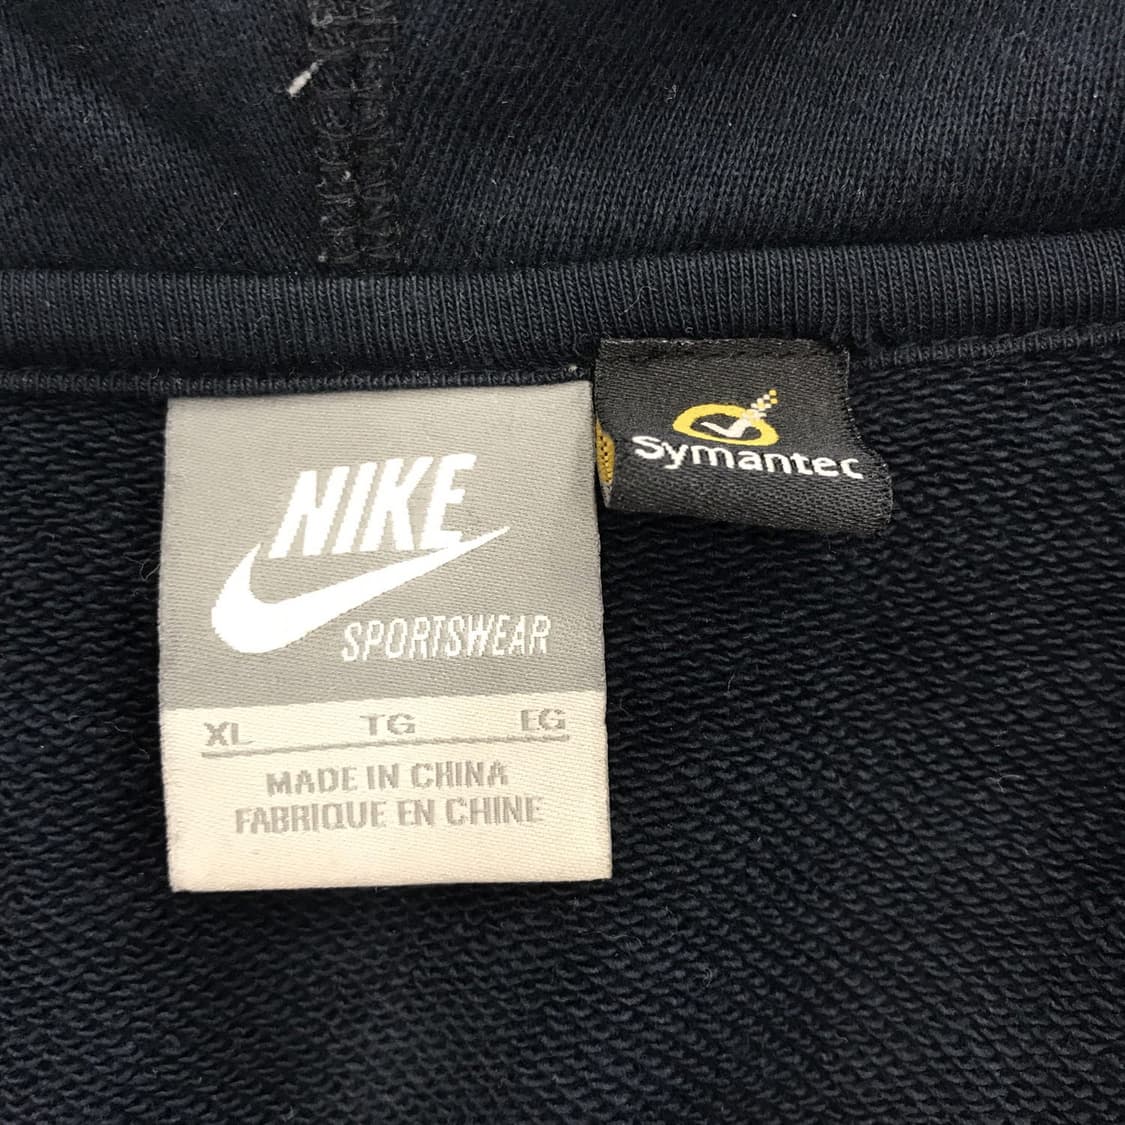 NIKE
SPORTSWEAR
XL TG EG
MADE IN CHINA
FABRIQUE EN CHINE
Symantec